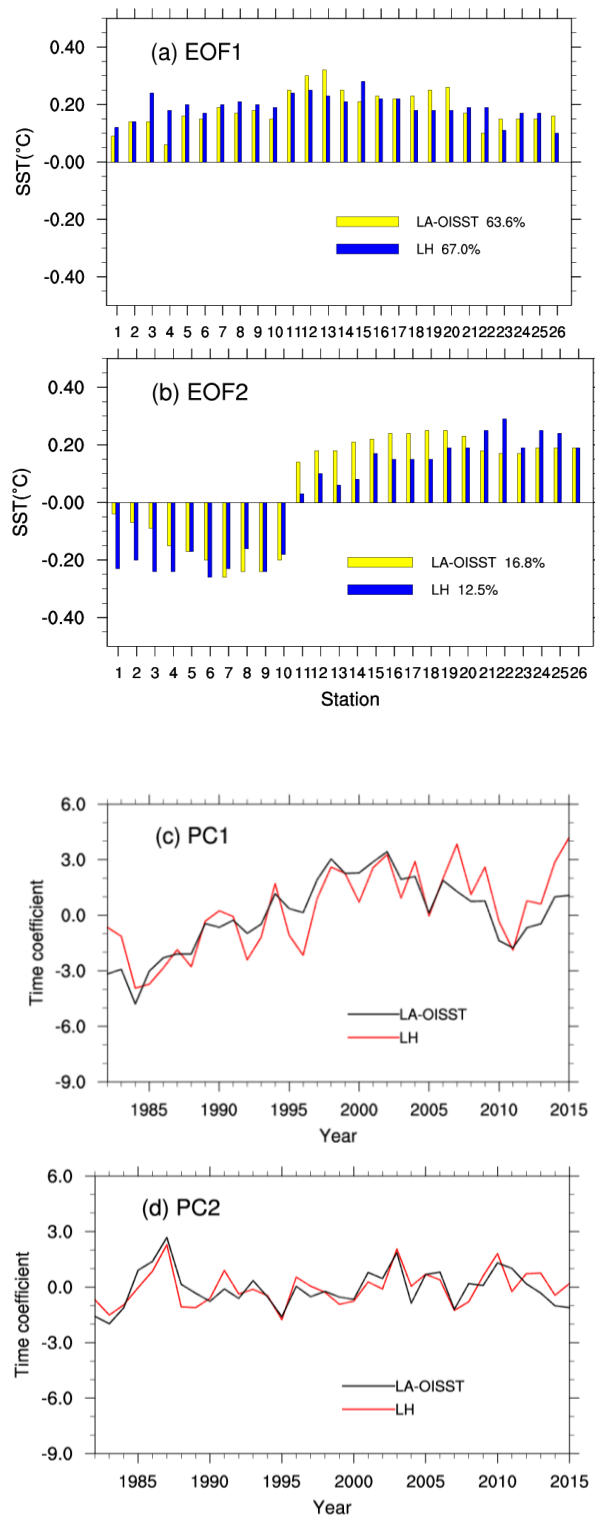 (a) EOF1
0.40
0.20
-0.00
-0.20
-0.40
SST(°C)
LA-OISST 63.6%
LH 67.0%
1 2 3 4 5 6 7 8 9 10 11 12 13 14 15 16 17 18 19 20 21 22 23 24 25 26
(b) EOF2
0.40
0.20
-0.00
-0.20
-0.40
SST(°C)
LA-OISST 16.8%
LH 12.5%
1 2 3 4 5 6 7 8 9 10 11 12 13 14 15 16 17 18 19 20 21 22 23 24 25 26
Station
(c) PC1
6.0
3.0
0.0
-3.0
-6.0
-9.0
Time coefficient
LA-OISST
LH
1985 1990 1995 2000 2005 2010 2015
Year
(d) PC2
6.0
3.0
0.0
-3.0
-6.0
-9.0
Time coefficient
LA-OISST
LH
1985 1990 1995 2000 2005 2010 2015
Year